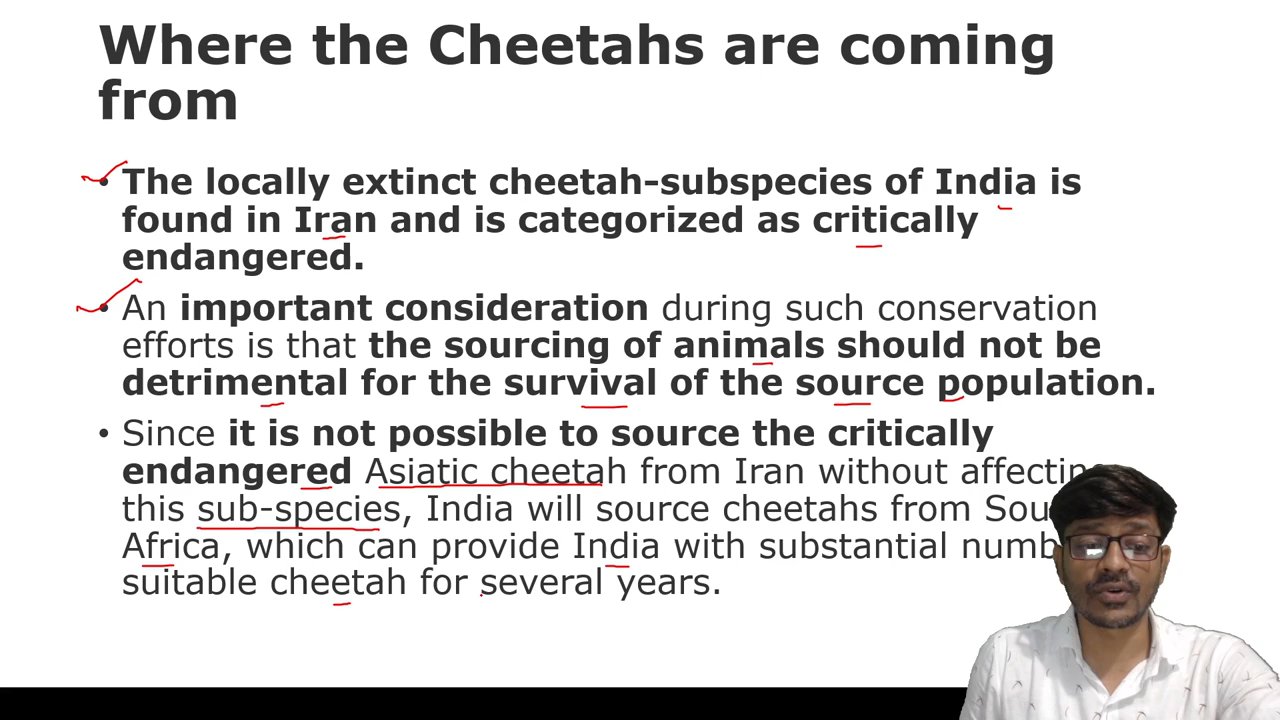 Where the Cheetahs are coming
from
• The locally extinct cheetah-subspecies of India is
found in Iran and is categorized as critically
endangered.
• An important consideration during such conservation
efforts is that the sourcing of animals should not be
detrimental for the survival of the source population.
• Since it is not possible to source the critically
endangered Asiatic cheetah from Iran without affecting
this sub-species, India will source cheetahs from Sou
Africa, which can provide India with substantial numb
suitable cheetah for several years.